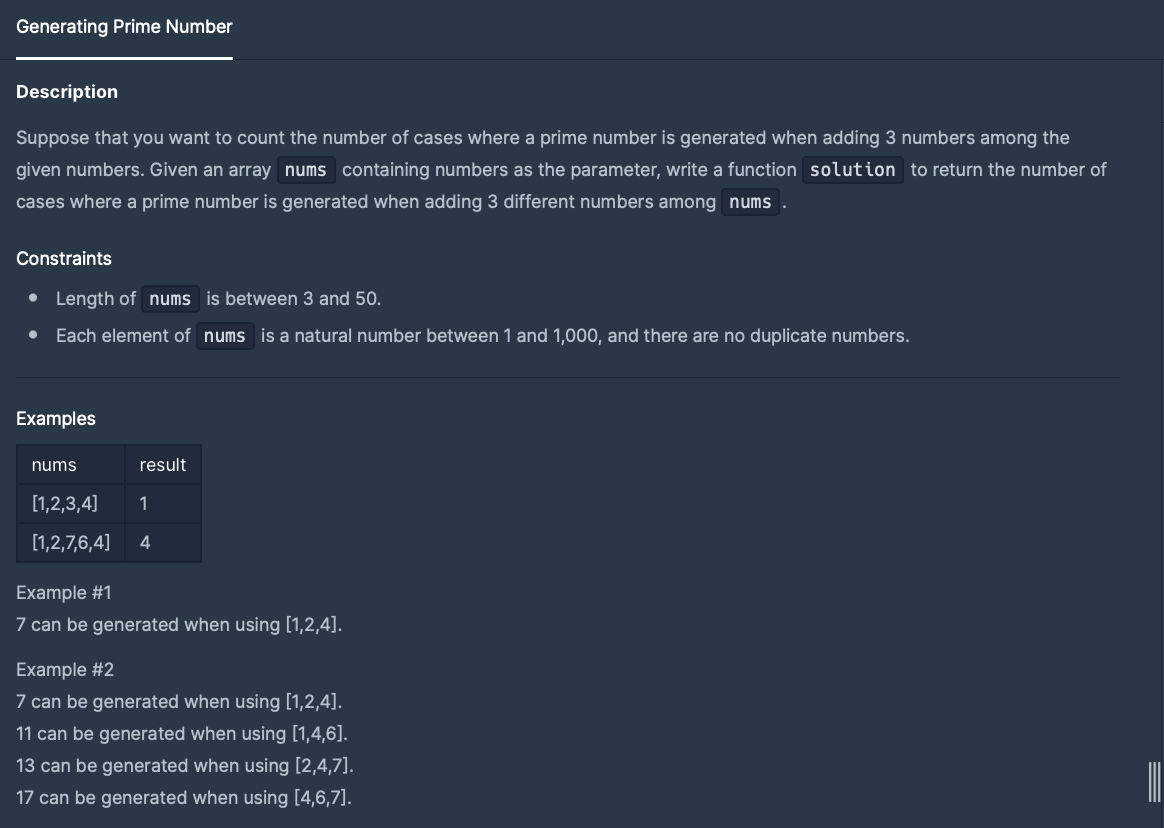 Generating Prime Number
Description
Suppose that you want to count the number of cases where a prime number is generated when adding 3 numbers among the
given numbers. Given an array nums containing numbers as the parameter, write a function solution to return the number of
cases where a prime number is generated when adding 3 different numbers among nums .
Constraints
Length of nums is between 3 and 50.
Each element of nums is a natural number between 1 and 1,000, and there are no duplicate numbers.
Examples
nums result
[1,2,3,4] 1
[1,2,7,6,4] 4
Example #1
7 can be generated when using [1,2,4].
Example #2
7 can be generated when using [1,2,4].
11 can be generated when using [1,4,6].
13 can be generated when using [2,4,7].
17 can be generated when using [4,6,7].